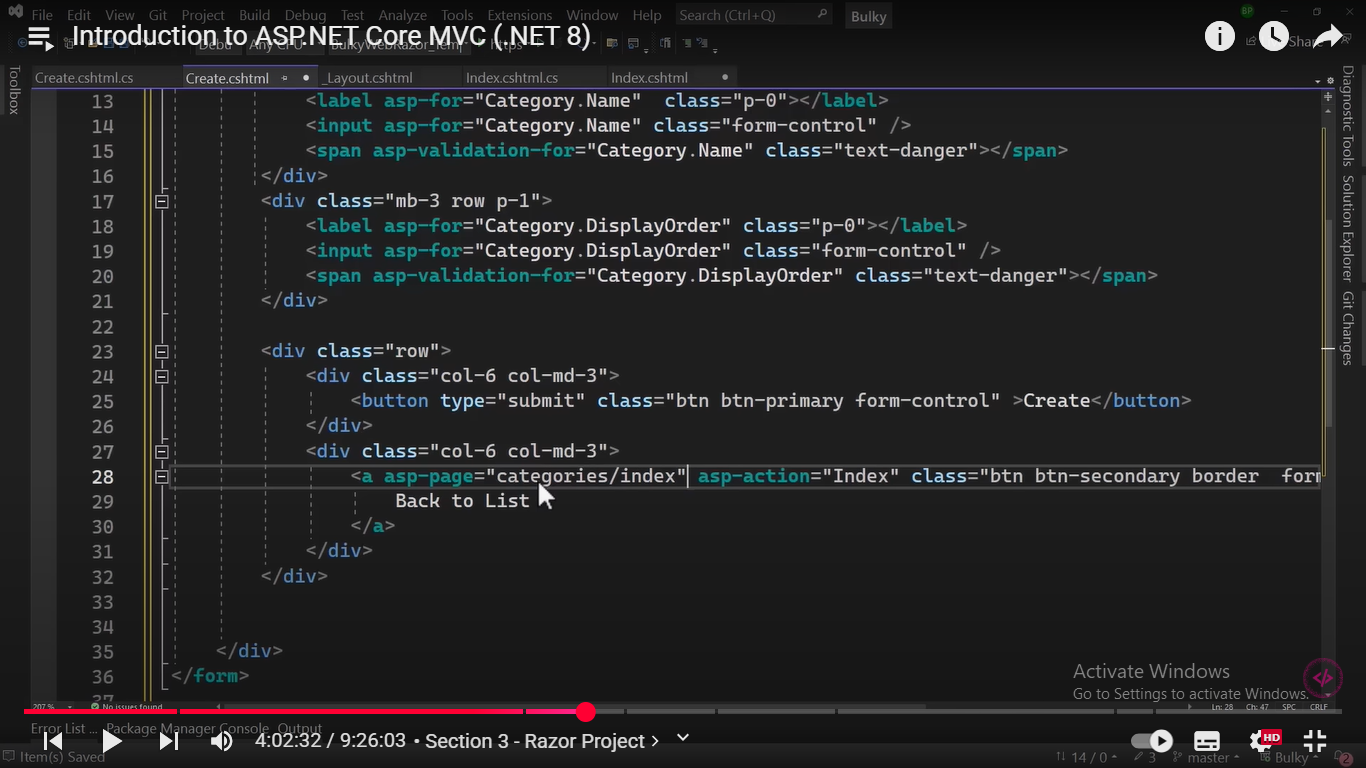 File Edit View Git Project Build Debug Test Analyze Tools Extensions Window Help Search (Ctrl+Q) Bulky BP
Introduction to ASP.NET Core MVC (.NET 8)
Share
Create.cshtml.cs Create.cshtml _Layout.cshtml Index.cshtml.cs Index.cshtml
Toolbox
Diagnostic Tools Solution Explorer Git Changes
13 <label asp-for="Category.Name"  class="p-0"></label>
14 <input asp-for="Category.Name" class="form-control" />
15 <span asp-validation-for="Category.Name" class="text-danger"></span>
16 </div>
17 <div class="mb-3 row p-1">
18 <label asp-for="Category.DisplayOrder" class="p-0"></label>
19 <input asp-for="Category.DisplayOrder" class="form-control" />
20 <span asp-validation-for="Category.DisplayOrder" class="text-danger"></span>
21 </div>
22
23 <div class="row">
24 <div class="col-6 col-md-3">
25 <button type="submit" class="btn btn-primary form-control" >Create</button>
26 </div>
27 <div class="col-6 col-md-3">
28 <a asp-page="categories/index" asp-action="Index" class="btn btn-secondary border  form
29 Back to List
30 </a>
31 </div>
32 </div>
33
34
35 </div>
36 </form>
37
Activate Windows
Go to Settings to activate Windows.
207 % No issues found Ln: 28 Ch: 47 SPC CRLF
Error List ... Package Manager Console Output
4:02:32 / 9:26:03 • Section 3 - Razor Project HD
Item(s) Saved 14 / 0 3 master Bulky 2